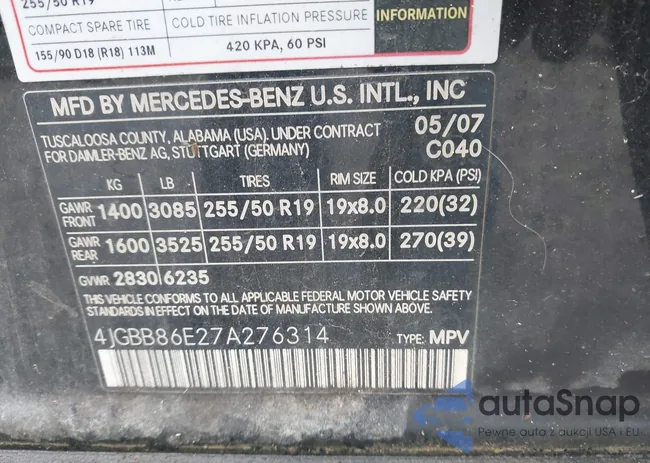 255/50 R19
COMPACT SPARE TIRE COLD TIRE INFLATION PRESSURE
INFORMATION
155/90 D18 (R18) 113M 420 KPA, 60 PSI
MFD BY MERCEDES-BENZ U.S. INTL., INC
TUSCALOOSA COUNTY, ALABAMA (USA). UNDER CONTRACT 05/07
FOR DAIMLER-BENZ AG, STUTTGART (GERMANY) C040
KG LB TIRES RIM SIZE COLD KPA (PSI)
GAWR FRONT 1400 3085 255/50 R19 19x8.0 220(32)
GAWR REAR 1600 3525 255/50 R19 19x8.0 270(39)
GVWR 2830 6235
THIS VEHICLE CONFORMS TO ALL APPLICABLE FEDERAL MOTOR VEHICLE SAFETY
STANDARDS IN EFFECT ON THE DATE OF MANUFACTURE SHOWN ABOVE.
4JGBB86E27A276314 TYPE: MPV
autoSnap
Pewne auto z aukcji USA i EU